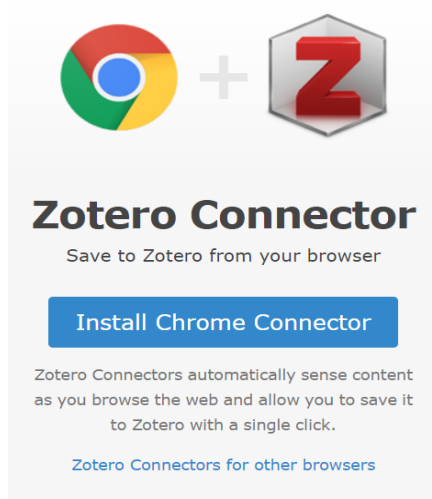 Z
Zotero Connector
Save to Zotero from your browser
Install Chrome Connector
Zotero Connectors automatically sense content
as you browse the web and allow you to save it
to Zotero with a single click.
Zotero Connectors for other browsers